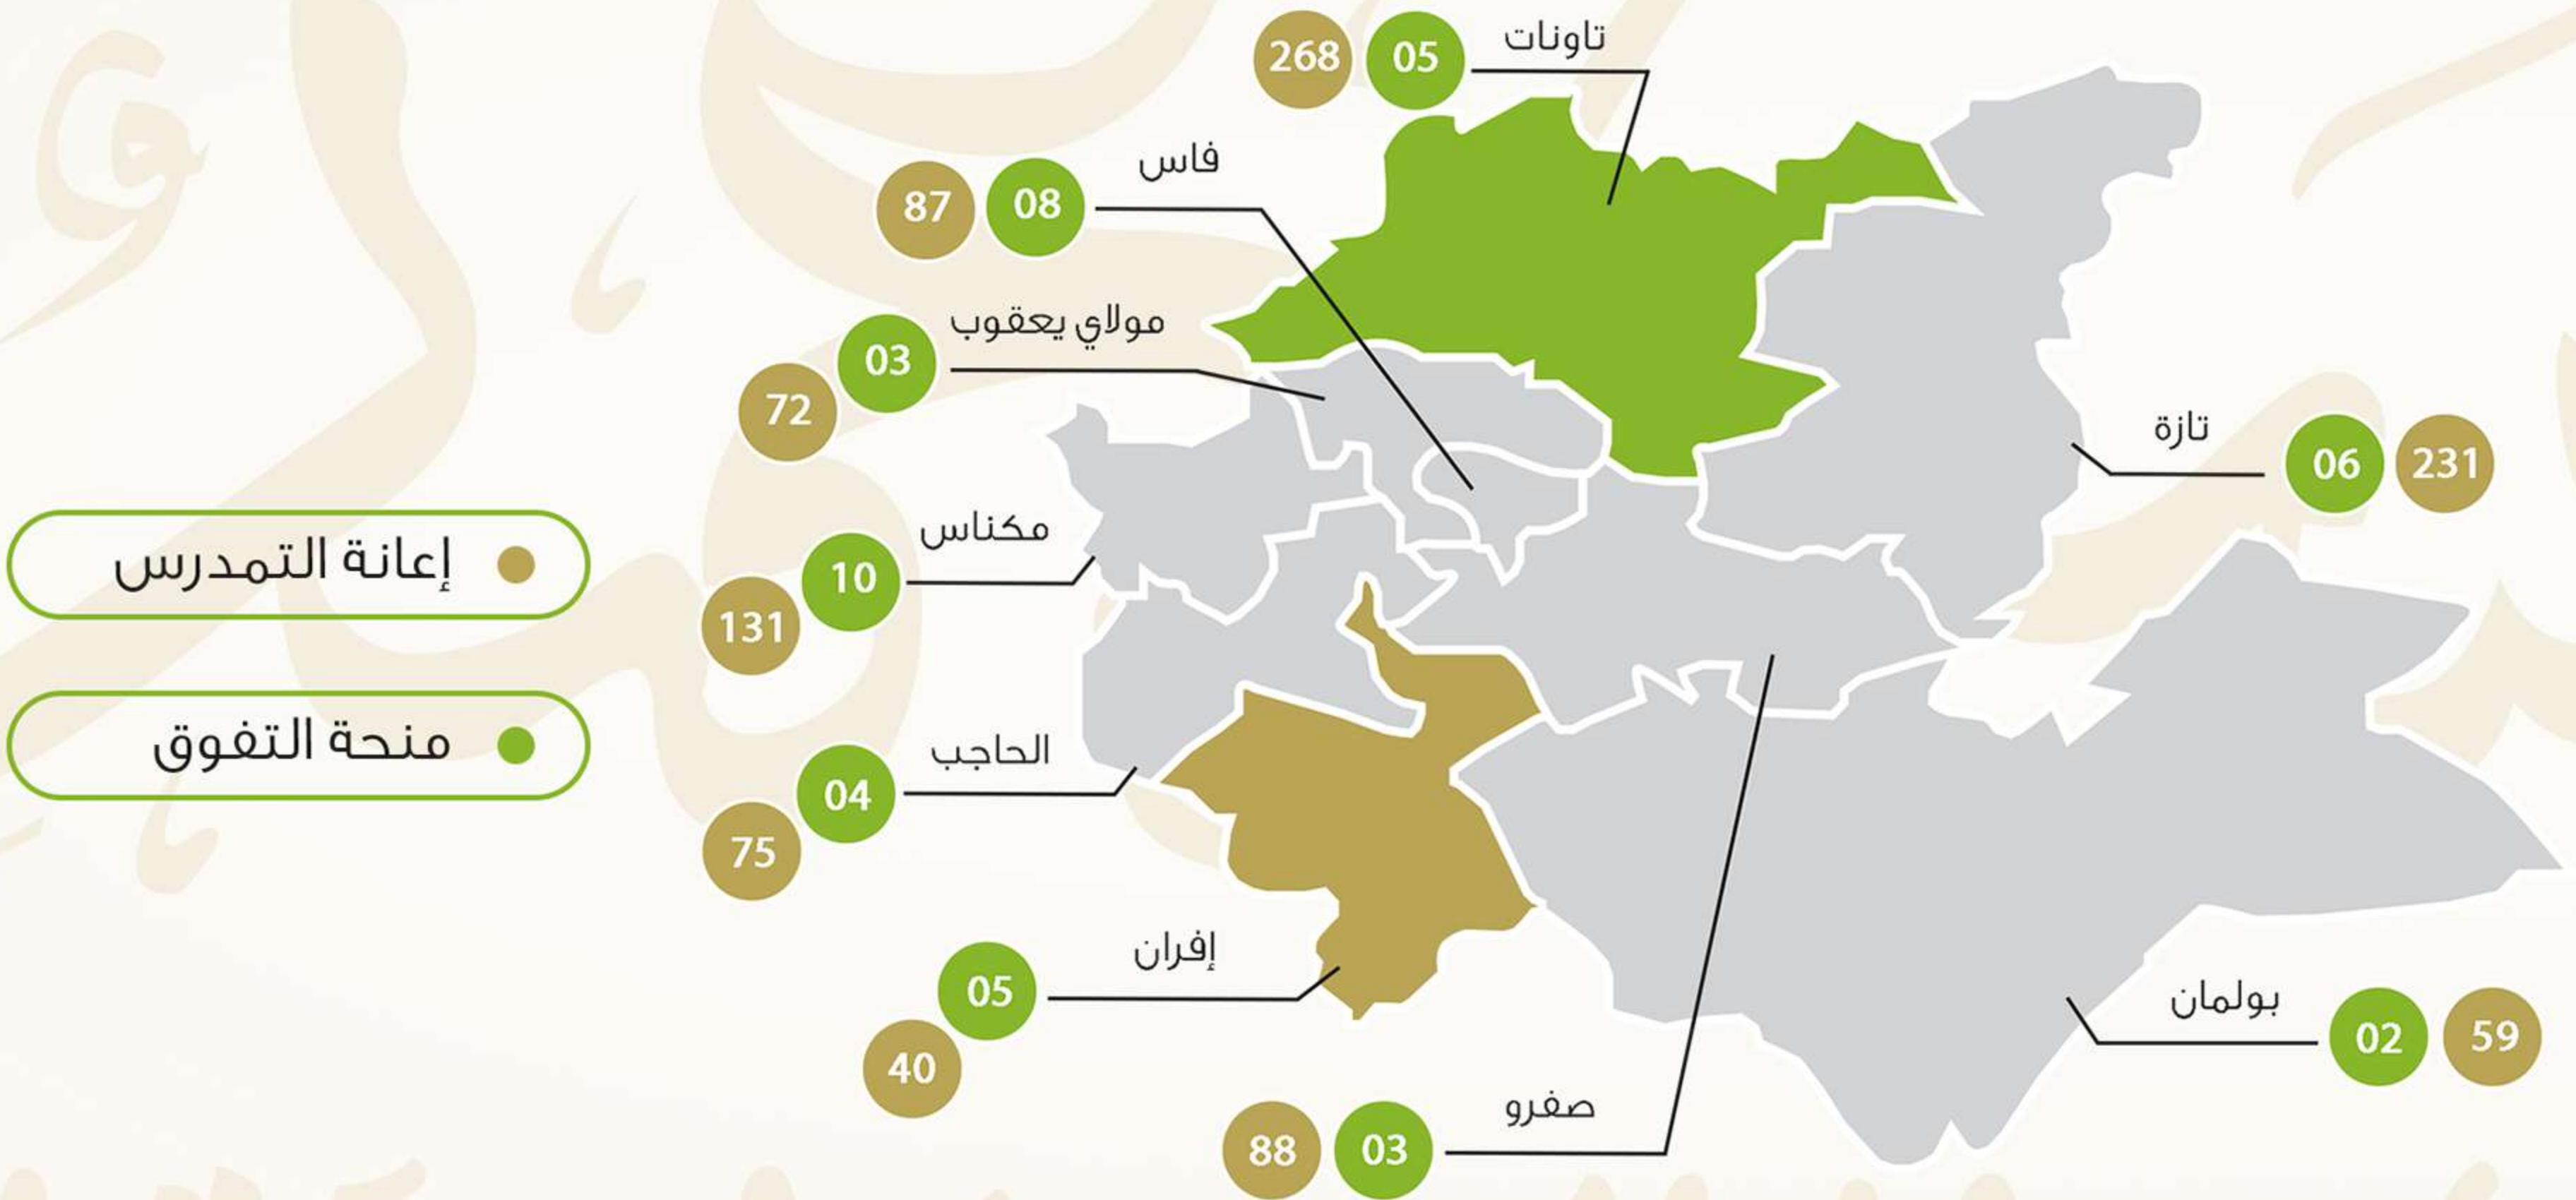 تاونات
05
268
فاس
08
87
مولاي يعقوب
03
72
تازة
06
231
مكناس
10
131
إعانة التمدرس
منحة التفوق
الحاجب
04
75
إفران
05
40
بولمان
02
59
صفرو
03
88